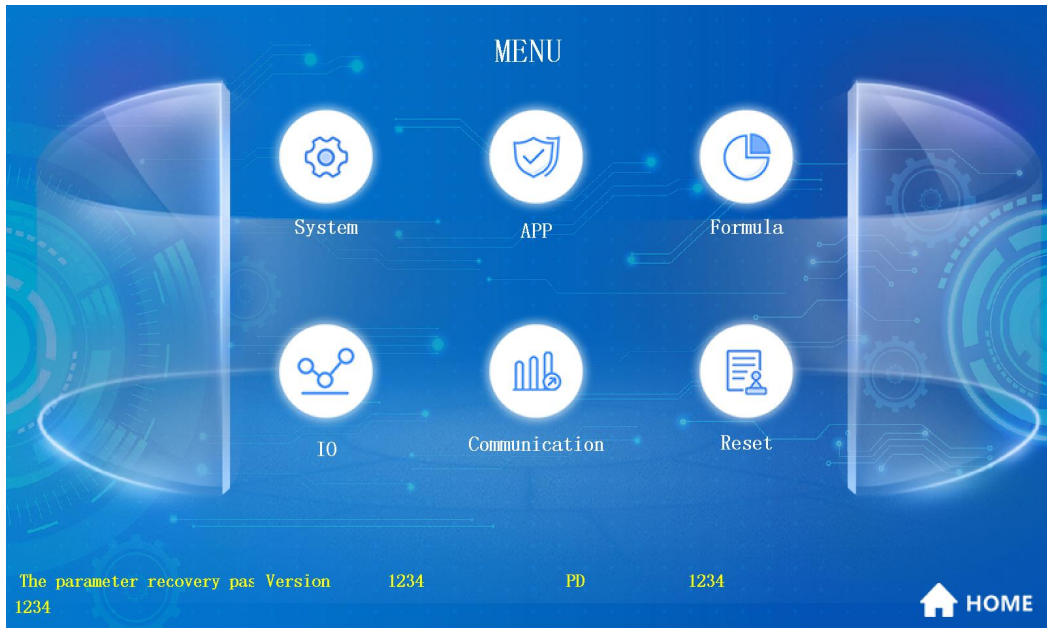 MENU
System APP Formula
IO Communication Reset
The parameter recovery pas Version 1234 PD 1234
1234
HOME